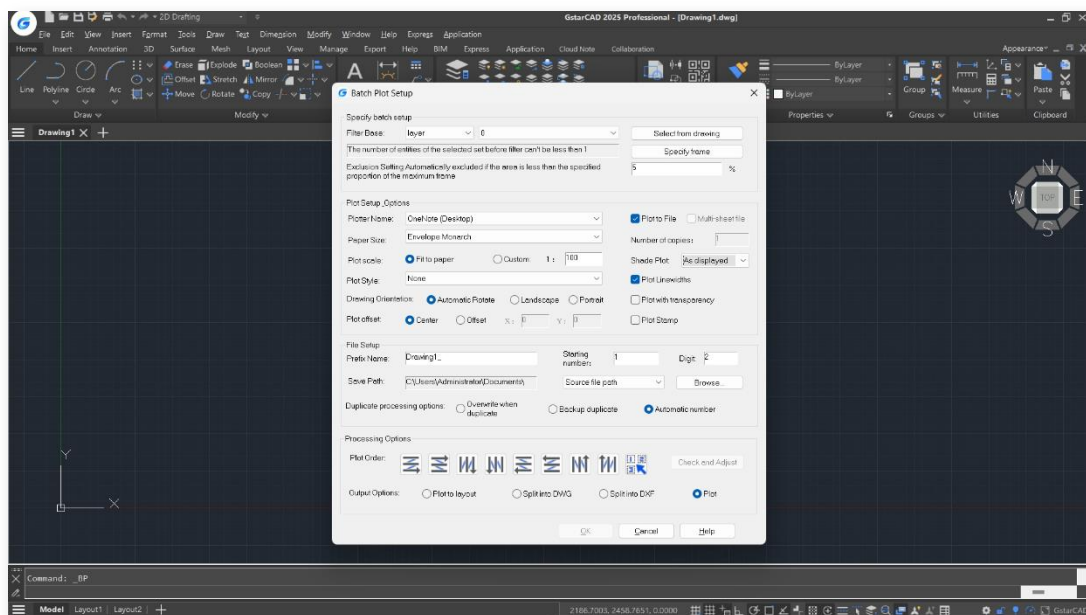 2D Drafting
GstarCAD 2025 Professional - [Drawing1.dwg]
File Edit View Insert Format Tools Draw Text Dimension Modify Window Help Express Application
Home Insert Annotation 3D Surface Mesh Layout View Manage Export Help BIM Express Application Cloud Note Collaboration Appearance
Erase Explode Boolean
Offset Stretch Mirror
Move Rotate Copy
Line Polyline Circle Arc
ByLayer
ByLayer
ByLayer
Group Measure Paste
Draw Modify Properties Groups Utilities Clipboard
Drawing1
Batch Plot Setup
Specify batch setup
Filter Base: layer 0 Select from drawing
The number of entities of the selected set before filter can't be less than 1 Specify frame
Exclusion Setting:Automatically excluded if the area is less than the specified proportion of the maximum frame 5 %
Plot Setup Options
Plotter Name: OneNote (Desktop) Plot to File Multi-sheet file
Paper Size: Envelope Monarch Number of copies: 1
Plot scale: Fit to paper Custom 1 : 100 Shade Plot: As displayed
Plot Style: None Plot Linewidths
Drawing Orientation: Automatic Rotate Landscape Portrait Plot with transparency
Plot offset: Center Offset X: 0 Y: 0 Plot Stamp
File Setup
Prefix Name: Drawing1_ Starting number: 1 Digit: 2
Save Path: C:\Users\Administrator\Documents\ Source file path Browse...
Duplicate processing options: Overwrite when duplicate Backup duplicate Automatic number
Processing Options
Plot Order: Check and Adjust
Output Options: Plot to layout Split into DWG Split into DXF Plot
OK Cancel Help
N
W TOP E
S
Y
X
Command: _BP
Model Layout1 Layout2
2186.7003, 2458.7651, 0.0000
GstarCAD